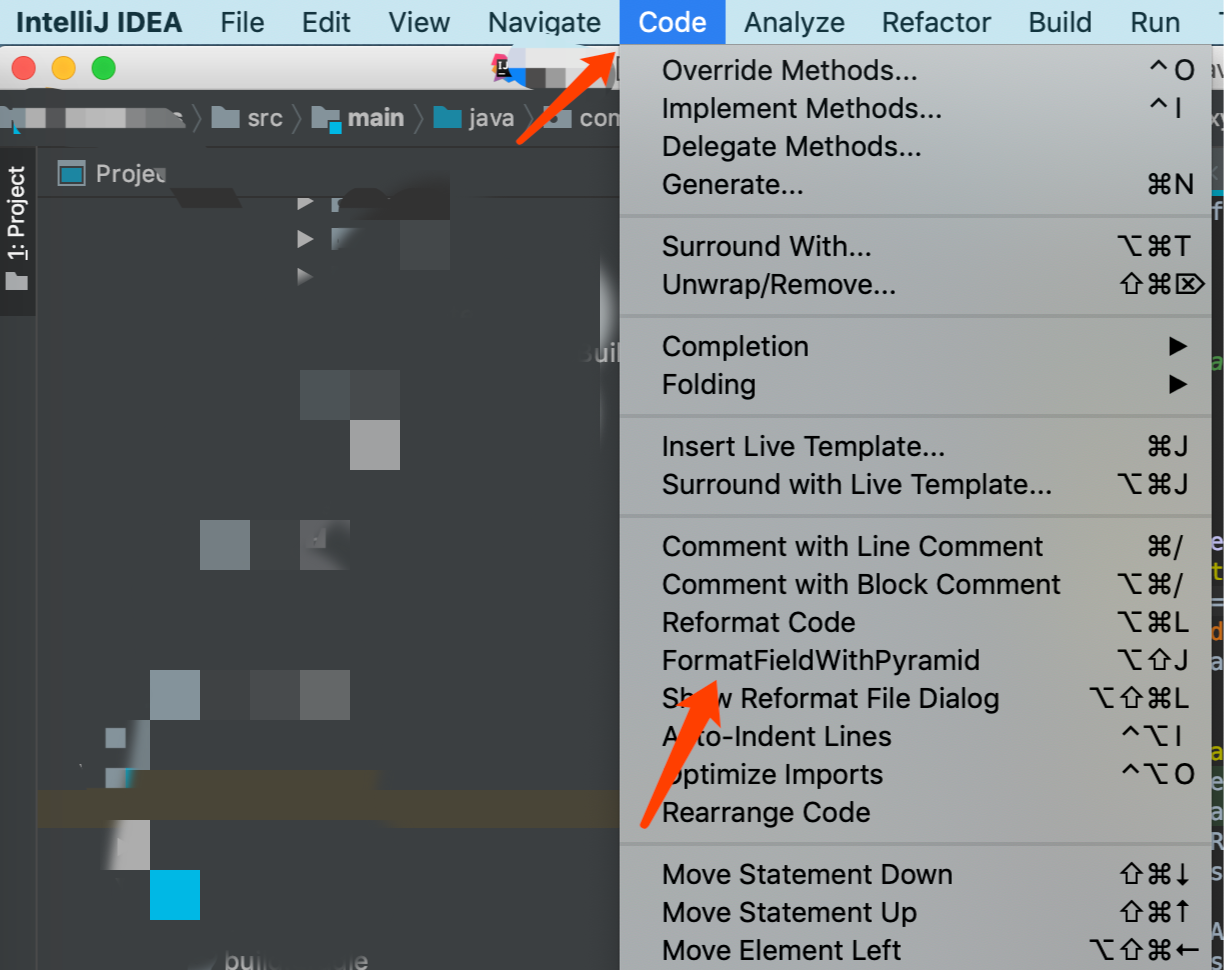 IntelliJ IDEA File Edit View Navigate Code Analyze Refactor Build Run
src main java
1: Project
Override Methods... ^O
Implement Methods... ^I
Delegate Methods...
Generate... ⌘N
Surround With... ⌥⌘T
Unwrap/Remove... ⇧⌘⌦
Completion ▶
Folding ▶
Insert Live Template... ⌘J
Surround with Live Template... ⌥⌘J
Comment with Line Comment ⌘/
Comment with Block Comment ⌥⌘/
Reformat Code ⌥⌘L
FormatFieldWithPyramid ⌥⇧J
Show Reformat File Dialog ⌥⇧⌘L
Auto-Indent Lines ^⌥I
Optimize Imports ^⌥O
Rearrange Code
Move Statement Down ⇧⌘↓
Move Statement Up ⇧⌘↑
Move Element Left ⌥⇧⌘←